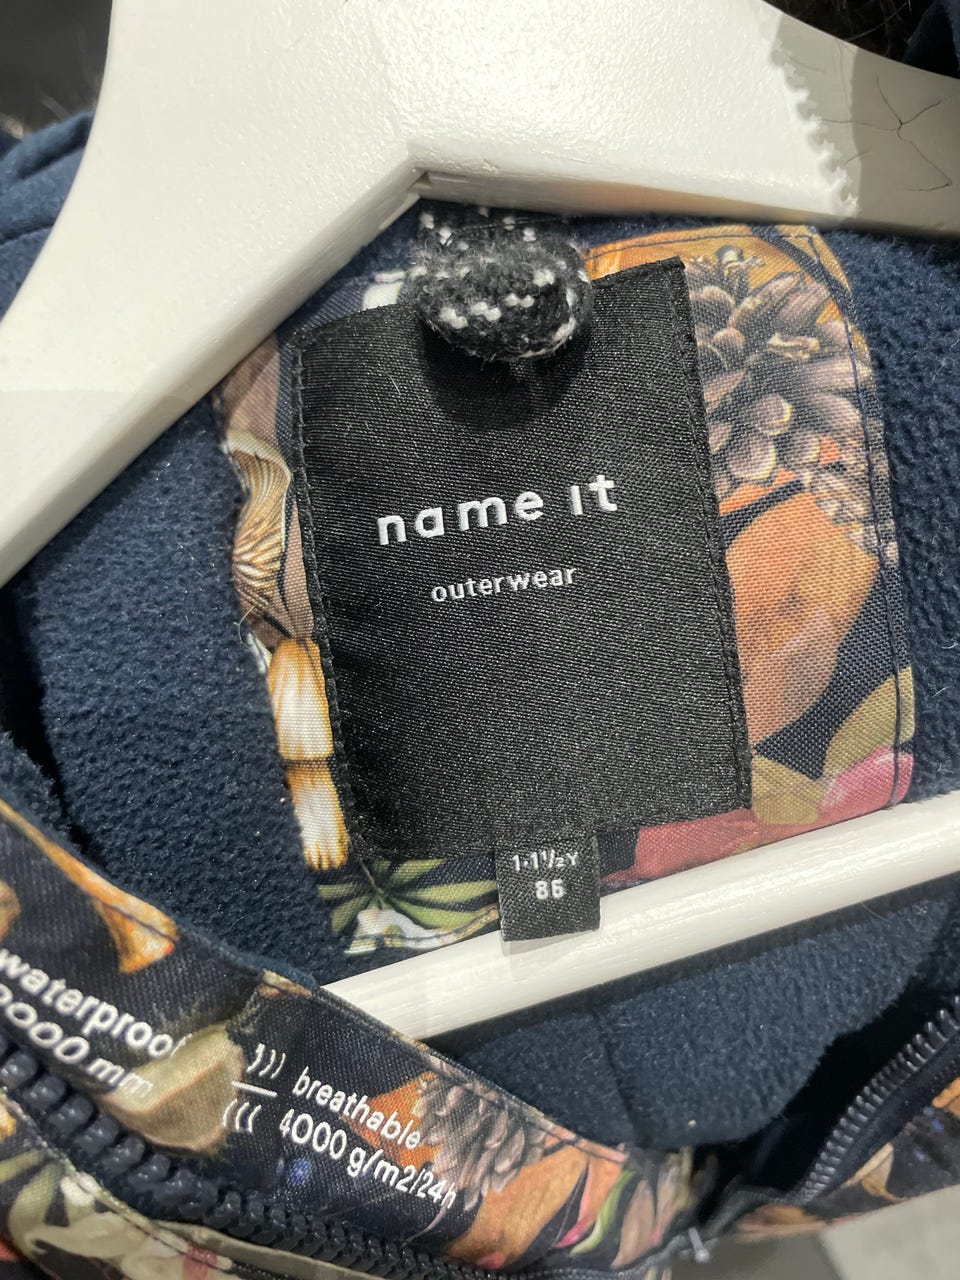 name it
outerwear
1-1½Y
86
waterproof
breathable
4000 g/m2/24h